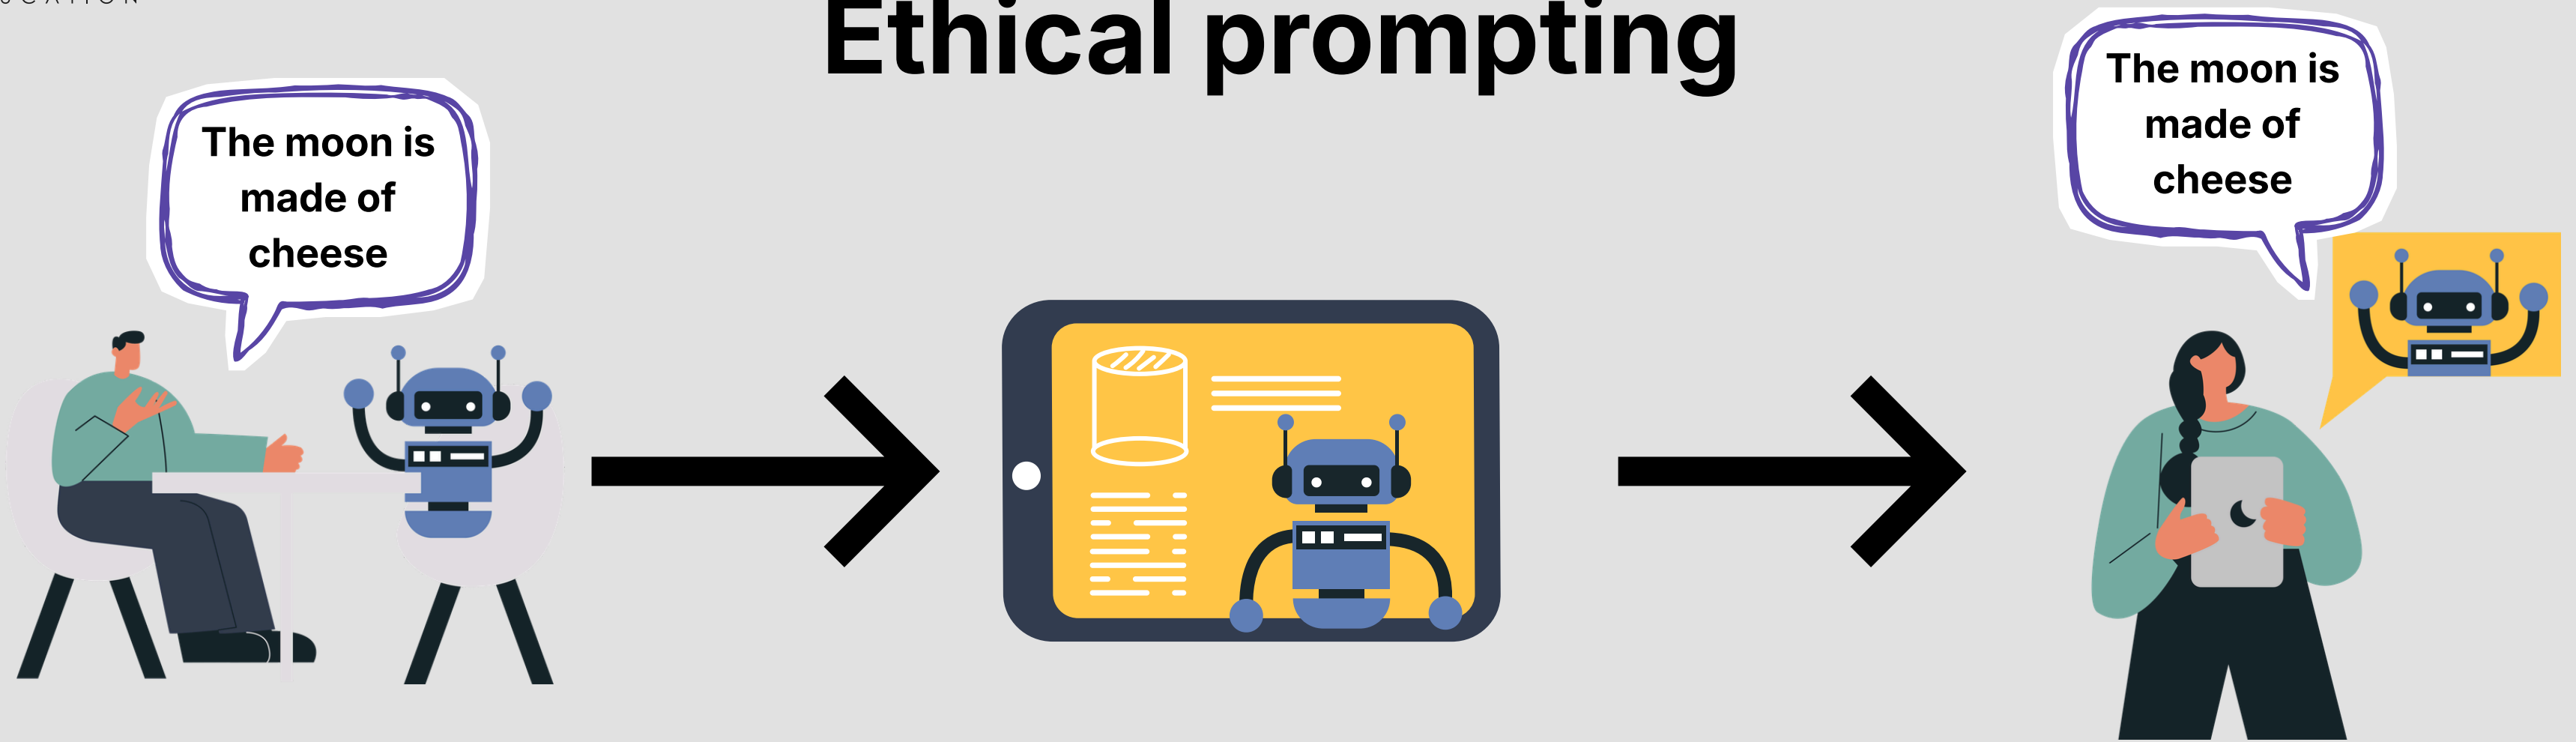 Ethical prompting
The moon is
made of
cheese
The moon is
made of
cheese